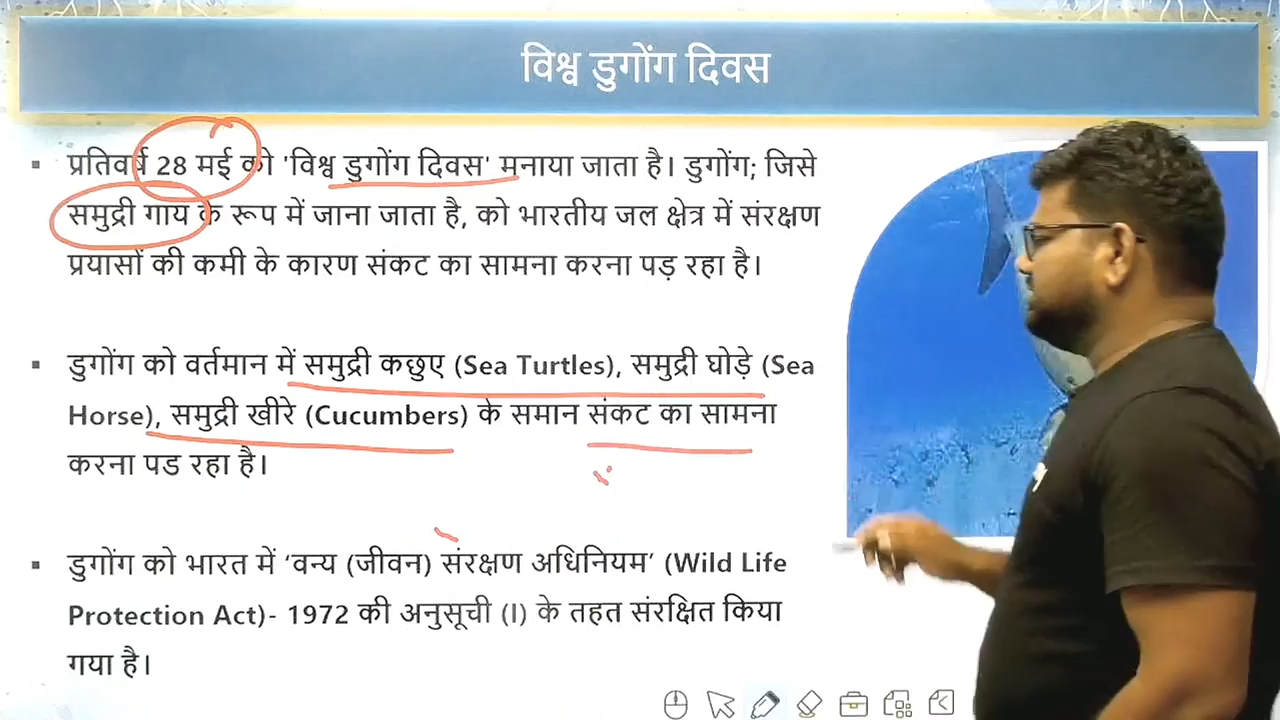 विश्व डुगोंग दिवस
▪ प्रतिवर्ष 28 मई को 'विश्व डुगोंग दिवस' मनाया जाता है। डुगोंग; जिसे
समुद्री गाय के रूप में जाना जाता है, को भारतीय जल क्षेत्र में संरक्षण
प्रयासों की कमी के कारण संकट का सामना करना पड़ रहा है।
▪ डुगोंग को वर्तमान में समुद्री कछुए (Sea Turtles), समुद्री घोड़े (Sea
Horse), समुद्री खीरे (Cucumbers) के समान संकट का सामना
करना पड रहा है।
▪ डुगोंग को भारत में ‘वन्य (जीवन) संरक्षण अधिनियम’ (Wild Life
Protection Act)- 1972 की अनुसूची (I) के तहत संरक्षित किया
गया है।